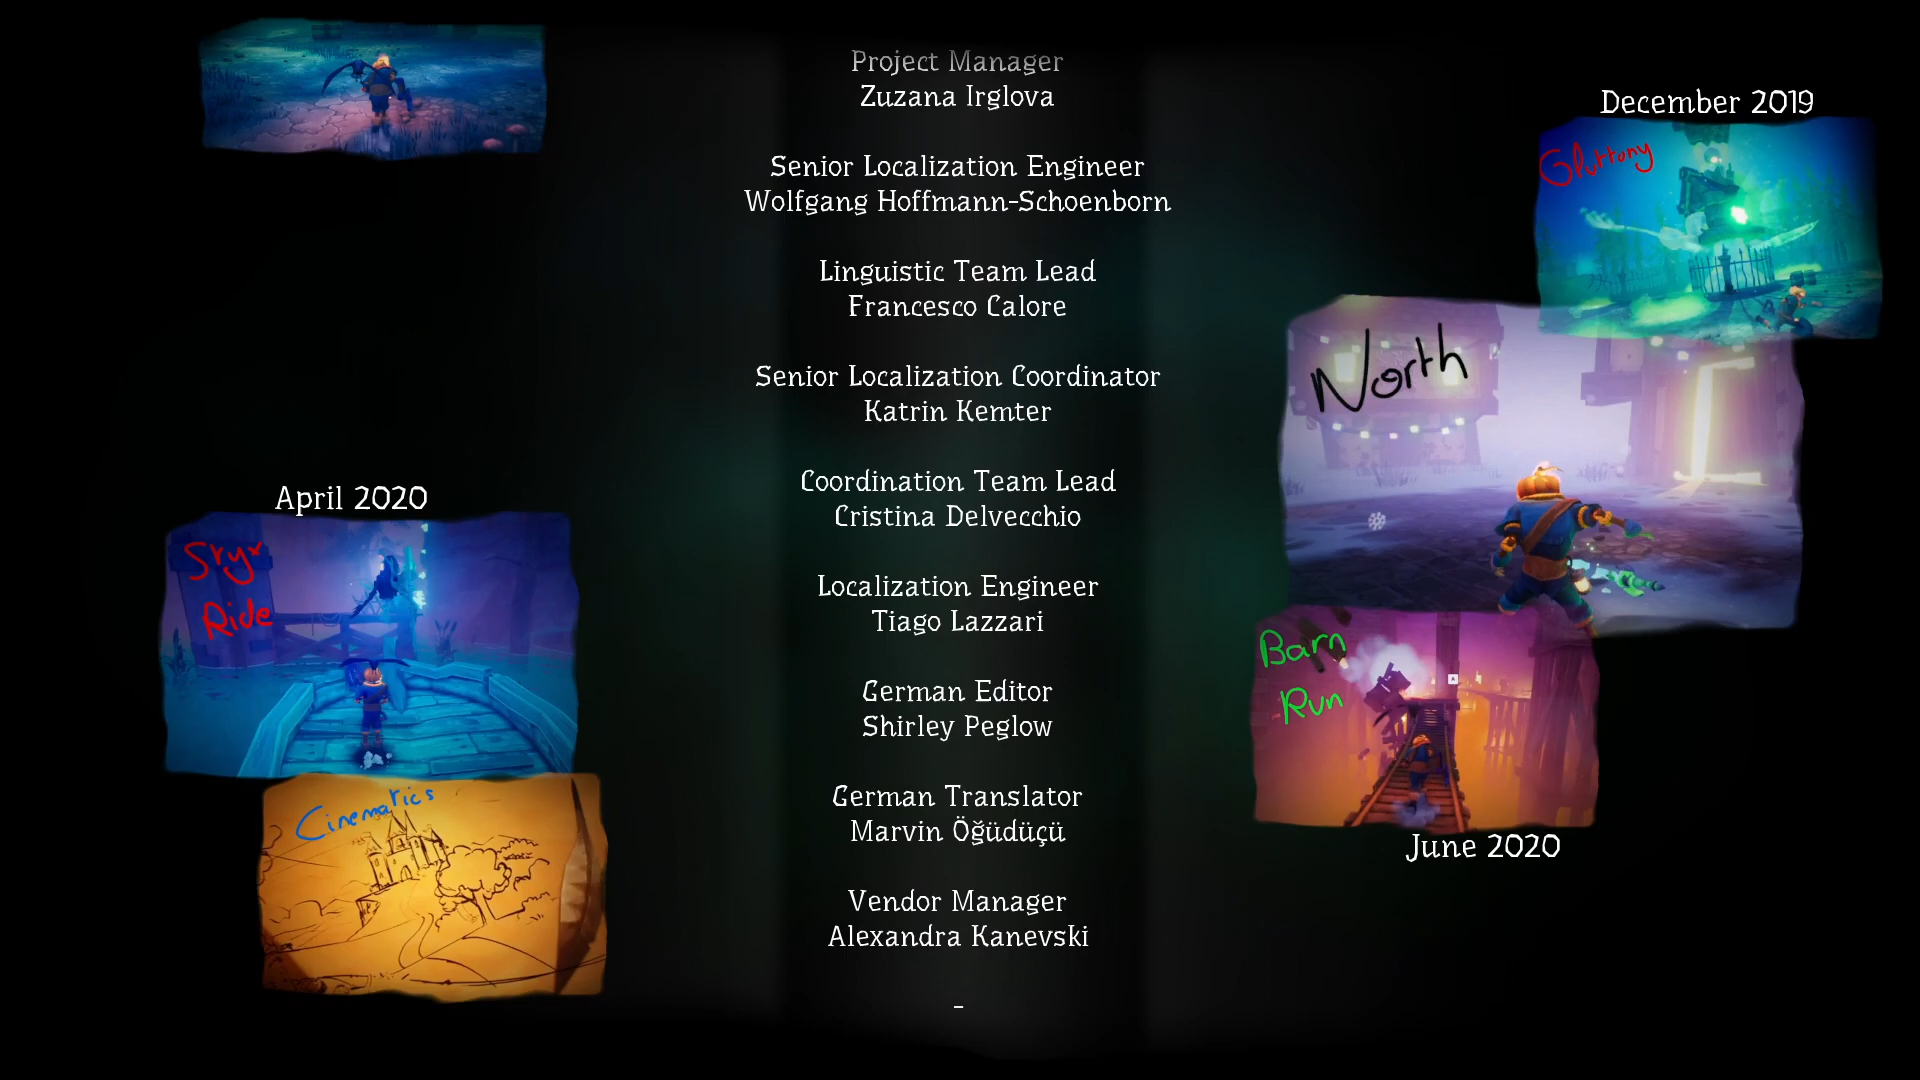 Project Manager
Zuzana Irglova
Senior Localization Engineer
Wolfgang Hoffmann-Schoenborn
Linguistic Team Lead
Francesco Calore
Senior Localization Coordinator
Katrin Kemter
Coordination Team Lead
Cristina Delvecchio
Localization Engineer
Tiago Lazzari
German Editor
Shirley Peglow
German Translator
Marvin Öğüdüçü
Vendor Manager
Alexandra Kanevski
-
April 2020
Styx
Ride
Cinematics
December 2019
Gluttony
North
Barn
Run
A
June 2020